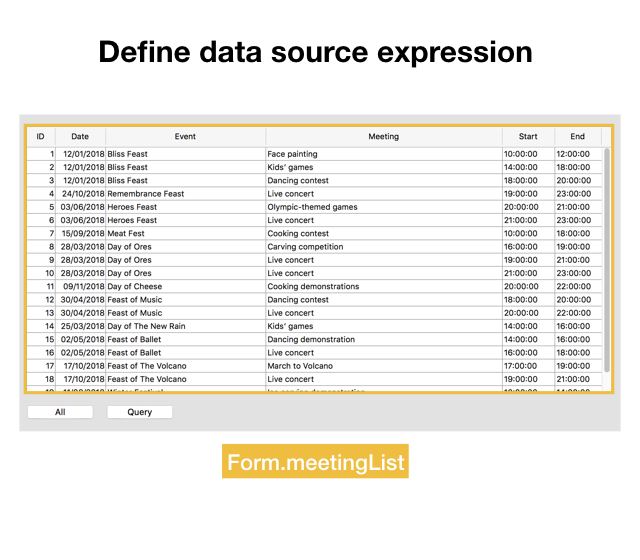 Define data source expression
ID Date Event Meeting Start End
1 12/01/2018 Bliss Feast Face painting 10:00:00 12:00:00
2 12/01/2018 Bliss Feast Kids' games 14:00:00 18:00:00
3 12/01/2018 Bliss Feast Dancing contest 18:00:00 20:00:00
4 24/10/2018 Remembrance Feast Live concert 19:00:00 23:00:00
5 03/06/2018 Heroes Feast Olympic-themed games 20:00:00 21:00:00
6 03/06/2018 Heroes Feast Live concert 21:00:00 23:00:00
7 15/09/2018 Meat Fest Cooking contest 10:00:00 18:00:00
8 28/03/2018 Day of Ores Carving competition 16:00:00 19:00:00
9 28/03/2018 Day of Ores Live concert 19:00:00 21:00:00
10 28/03/2018 Day of Ores Live concert 21:00:00 23:00:00
11 09/11/2018 Day of Cheese Cooking demonstrations 20:00:00 22:00:00
12 30/04/2018 Feast of Music Dancing contest 18:00:00 20:00:00
13 30/04/2018 Feast of Music Live concert 20:00:00 22:00:00
14 25/03/2018 Day of The New Rain Kids' games 14:00:00 16:00:00
15 02/05/2018 Feast of Ballet Dancing demonstration 14:00:00 16:00:00
16 02/05/2018 Feast of Ballet Live concert 16:00:00 18:00:00
17 17/10/2018 Feast of The Volcano March to Volcano 17:00:00 19:00:00
18 17/10/2018 Feast of The Volcano Live concert 19:00:00 21:00:00
All Query
Form.meetingList